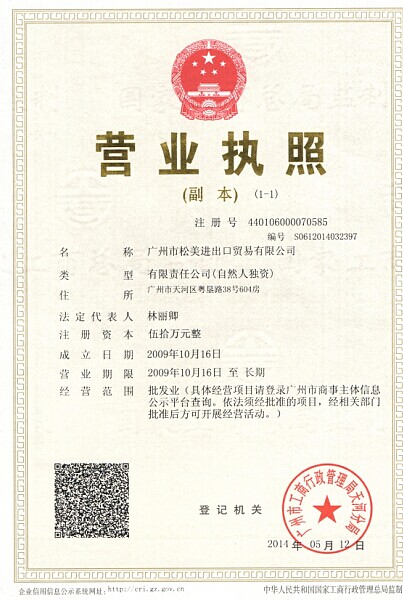 营业执照
(副 本) (1-1)
注 册 号 440106000070585
编号 S0612014032397
名 称 广州市松美进出口贸易有限公司
类 型 有限责任公司(自然人独资)
住 所 广州市天河区粤垦路38号604房
法定代表人 林丽卿
注 册 资 本 伍拾万元整
成 立 日 期 2009年10月16日
营 业 期 限 2009年10月16日 至 长期
经 营 范 围 批发业(具体经营项目请登录广州市商事主体信息
公示平台查询。依法须经批准的项目，经相关部门
批准后方可开展经营活动。)
广州市工商行政管理局天河分局
登 记 机 关
2014 年 05 月 12 日
企业信用信息公示系统网址: http://cri.gz.gov.cn
中华人民共和国国家工商行政管理总局监制